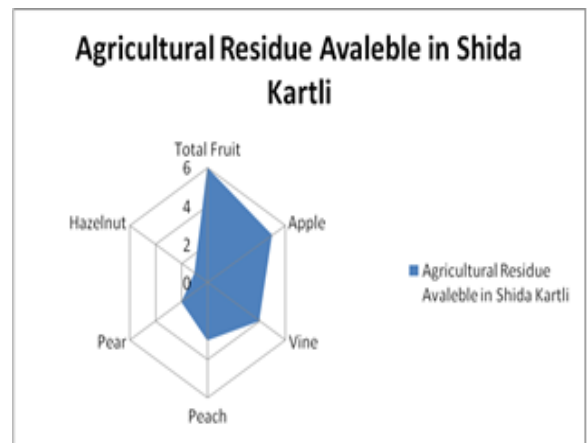 Agricultural Residue Avaleble in Shida
Kartli
Total Fruit
6
4
2
0
Hazelnut
Apple
Pear
Vine
Peach
Agricultural Residue
Avaleble in Shida Kartli